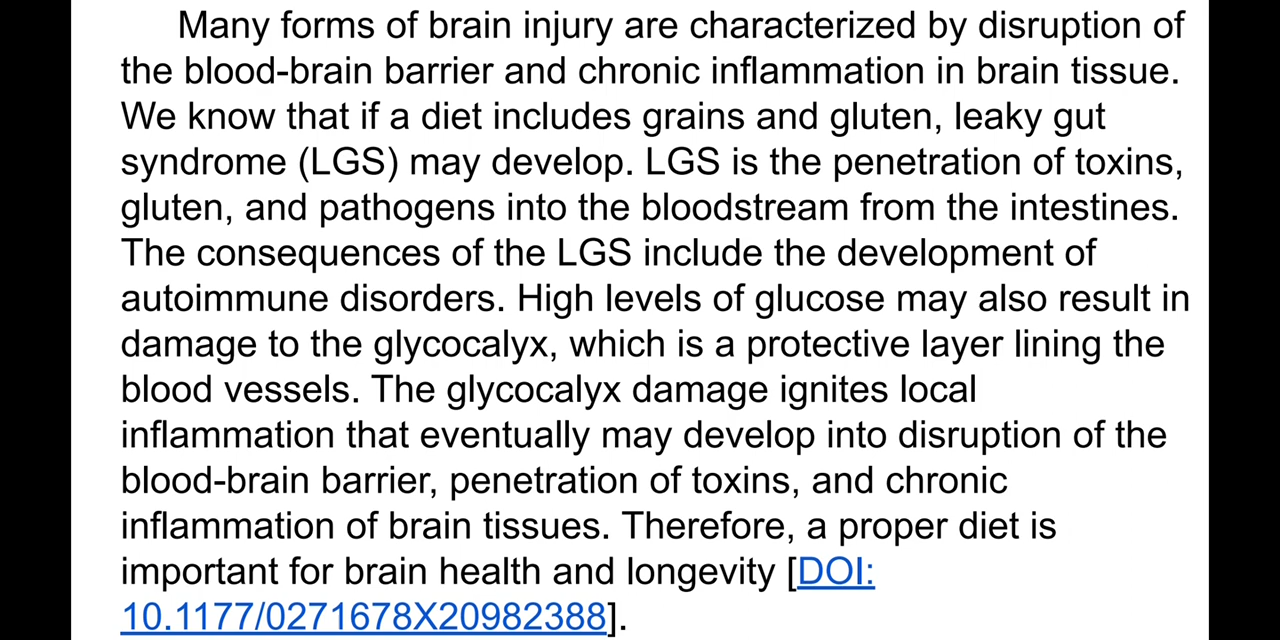 Many forms of brain injury are characterized by disruption of
the blood-brain barrier and chronic inflammation in brain tissue.
We know that if a diet includes grains and gluten, leaky gut
syndrome (LGS) may develop. LGS is the penetration of toxins,
gluten, and pathogens into the bloodstream from the intestines.
The consequences of the LGS include the development of
autoimmune disorders. High levels of glucose may also result in
damage to the glycocalyx, which is a protective layer lining the
blood vessels. The glycocalyx damage ignites local
inflammation that eventually may develop into disruption of the
blood-brain barrier, penetration of toxins, and chronic
inflammation of brain tissues. Therefore, a proper diet is
important for brain health and longevity [DOI:
10.1177/0271678X20982388].